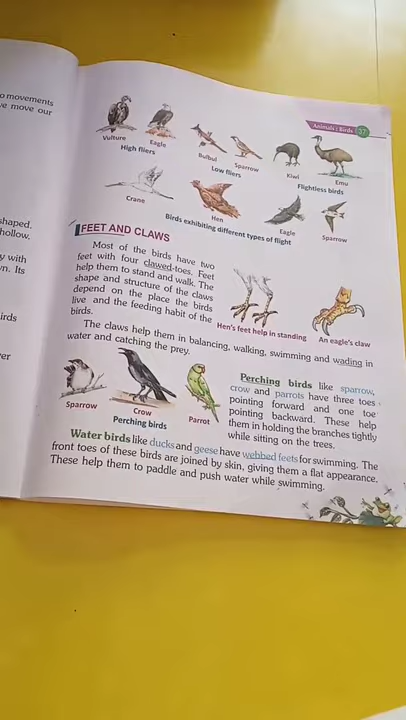 o movements
ve move our
shaped,
hollow.
y with
n. Its
irds
er
Animals : Birds 37
Vulture
Eagle
High fliers
Bulbul
Sparrow
Low fliers
Kiwi
Emu
Flightless birds
Crane
Hen
Eagle
Sparrow
Birds exhibiting different types of flight
FEET AND CLAWS
Most of the birds have two
feet with four clawed-toes. Feet
help them to stand and walk. The
shape and structure of the claws
depend on the place the birds
live and the feeding habit of the
birds.
Hen's feet help in standing
An eagle's claw
The claws help them in balancing, walking, swimming and wading in
water and catching the prey.
Sparrow
Crow
Parrot
Perching birds
Perching birds like sparrow,
crow and parrots have three toes
pointing forward and one toe
pointing backward. These help
them in holding the branches tightly
while sitting on the trees.
Water birds like ducks and geese have webbed feets for swimming. The
front toes of these birds are joined by skin, giving them a flat appearance.
These help them to paddle and push water while swimming.